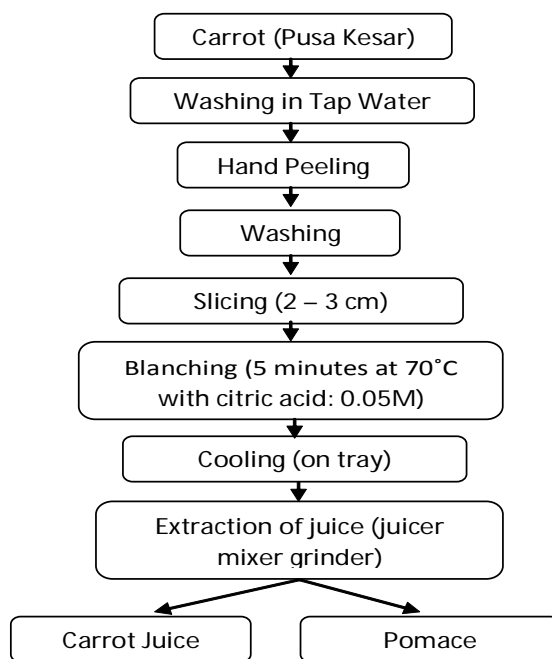 Carrot (Pusa Kesar)
Washing in Tap Water
Hand Peeling
Washing
Slicing (2 – 3 cm)
Blanching (5 minutes at 70˚C
with citric acid: 0.05M)
Cooling (on tray)
Extraction of juice (juicer
mixer grinder)
Carrot Juice
Pomace